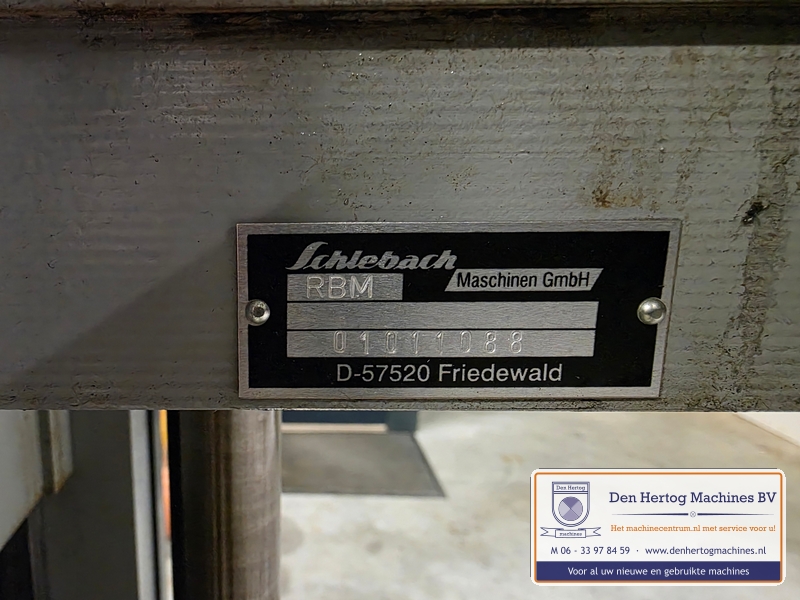 Schlebach
RBM
Maschinen GmbH
01011088
D-57520 Friedewald
Den Hertog
machines
Den Hertog Machines BV
Het machinecentrum.nl met service voor u!
M 06 - 33 97 84 59 · www.denhertogmachines.nl
Voor al uw nieuwe en gebruikte machines